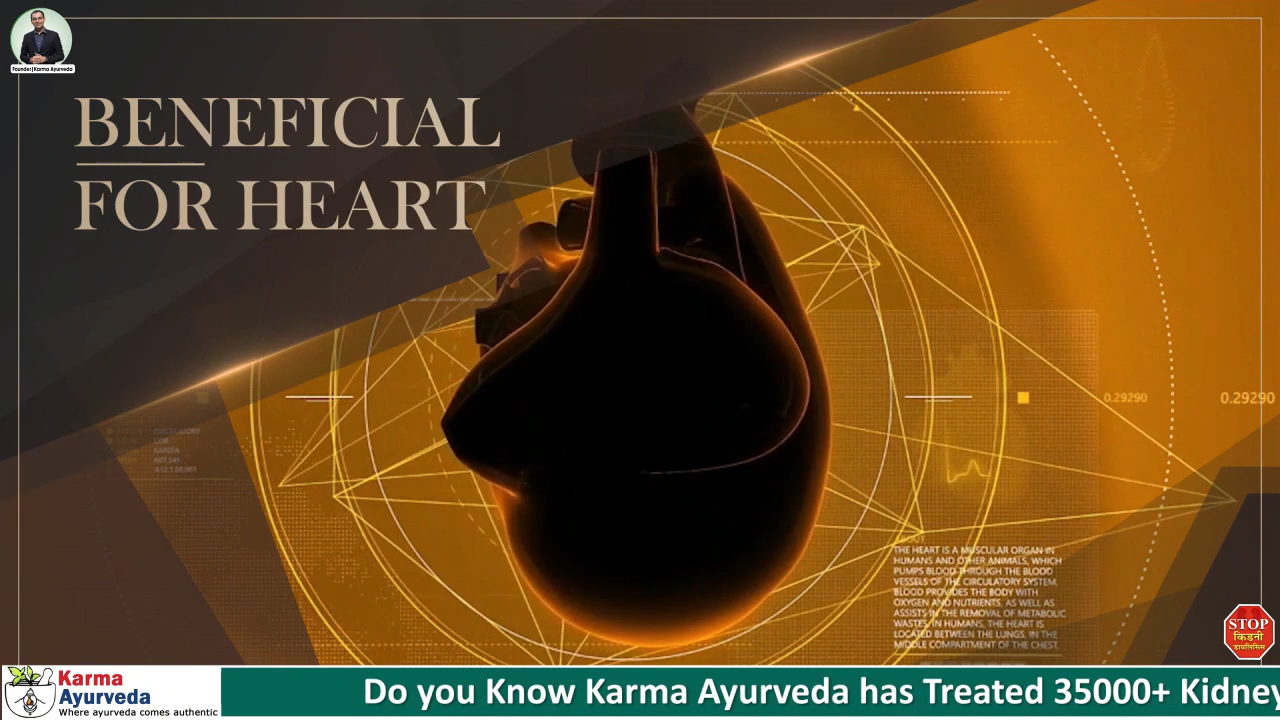 Founder|Karma Ayurveda
BENEFICIAL
FOR HEART
CIRCULATORY
COR
KARDIA
0.29290
0.29290
ABOUT
THE HEART IS A MUSCULAR ORGAN IN
HUMANS AND OTHER ANIMALS, WHICH
PUMPS BLOOD THROUGH THE BLOOD
VESSELS OF THE CIRCULATORY SYSTEM.
BLOOD PROVIDES THE BODY WITH
OXYGEN AND NUTRIENTS, AS WELL AS
ASSISTS IN THE REMOVAL OF METABOLIC
WASTES. IN HUMANS, THE HEART IS
LOCATED BETWEEN THE LUNGS, IN THE
MIDDLE COMPARTMENT OF THE CHEST.
STOP
किडनी
डायलिसिस
Karma
Ayurveda
Where ayurveda comes authentic
Do you Know Karma Ayurveda has Treated 35000+ Kidney